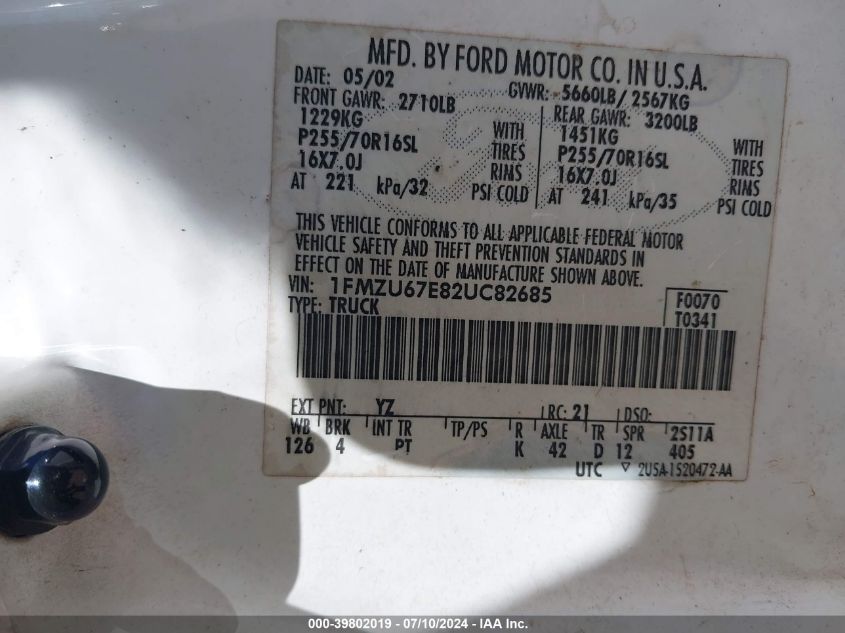 MFD. BY FORD MOTOR CO. IN U.S.A.
DATE: 05/02 GVWR: 5660LB/ 2567KG
FRONT GAWR: 2710LB REAR GAWR: 3200LB
1229KG WITH 1451KG WITH
P255/70R16SL TIRES P255/70R16SL TIRES
16X7.0J RIMS 16X7.0J RIMS
AT 221 kPa/32 PSI COLD AT 241 kPa/35 PSI COLD
THIS VEHICLE CONFORMS TO ALL APPLICABLE FEDERAL MOTOR
VEHICLE SAFETY AND THEFT PREVENTION STANDARDS IN
EFFECT ON THE DATE OF MANUFACTURE SHOWN ABOVE.
VIN: 1FMZU67E82UC82685 F0070
TYPE: TRUCK T0341
EXT PNT: YZ RC: 21 DSO:
WB BRK INT TR TP/PS R AXLE TR SPR 2S11A
126 4 PT K 42 D 12 405
UTC ▽ 2U5A-1520472-AA
000-39802019 - 07/10/2024 - IAA Inc.